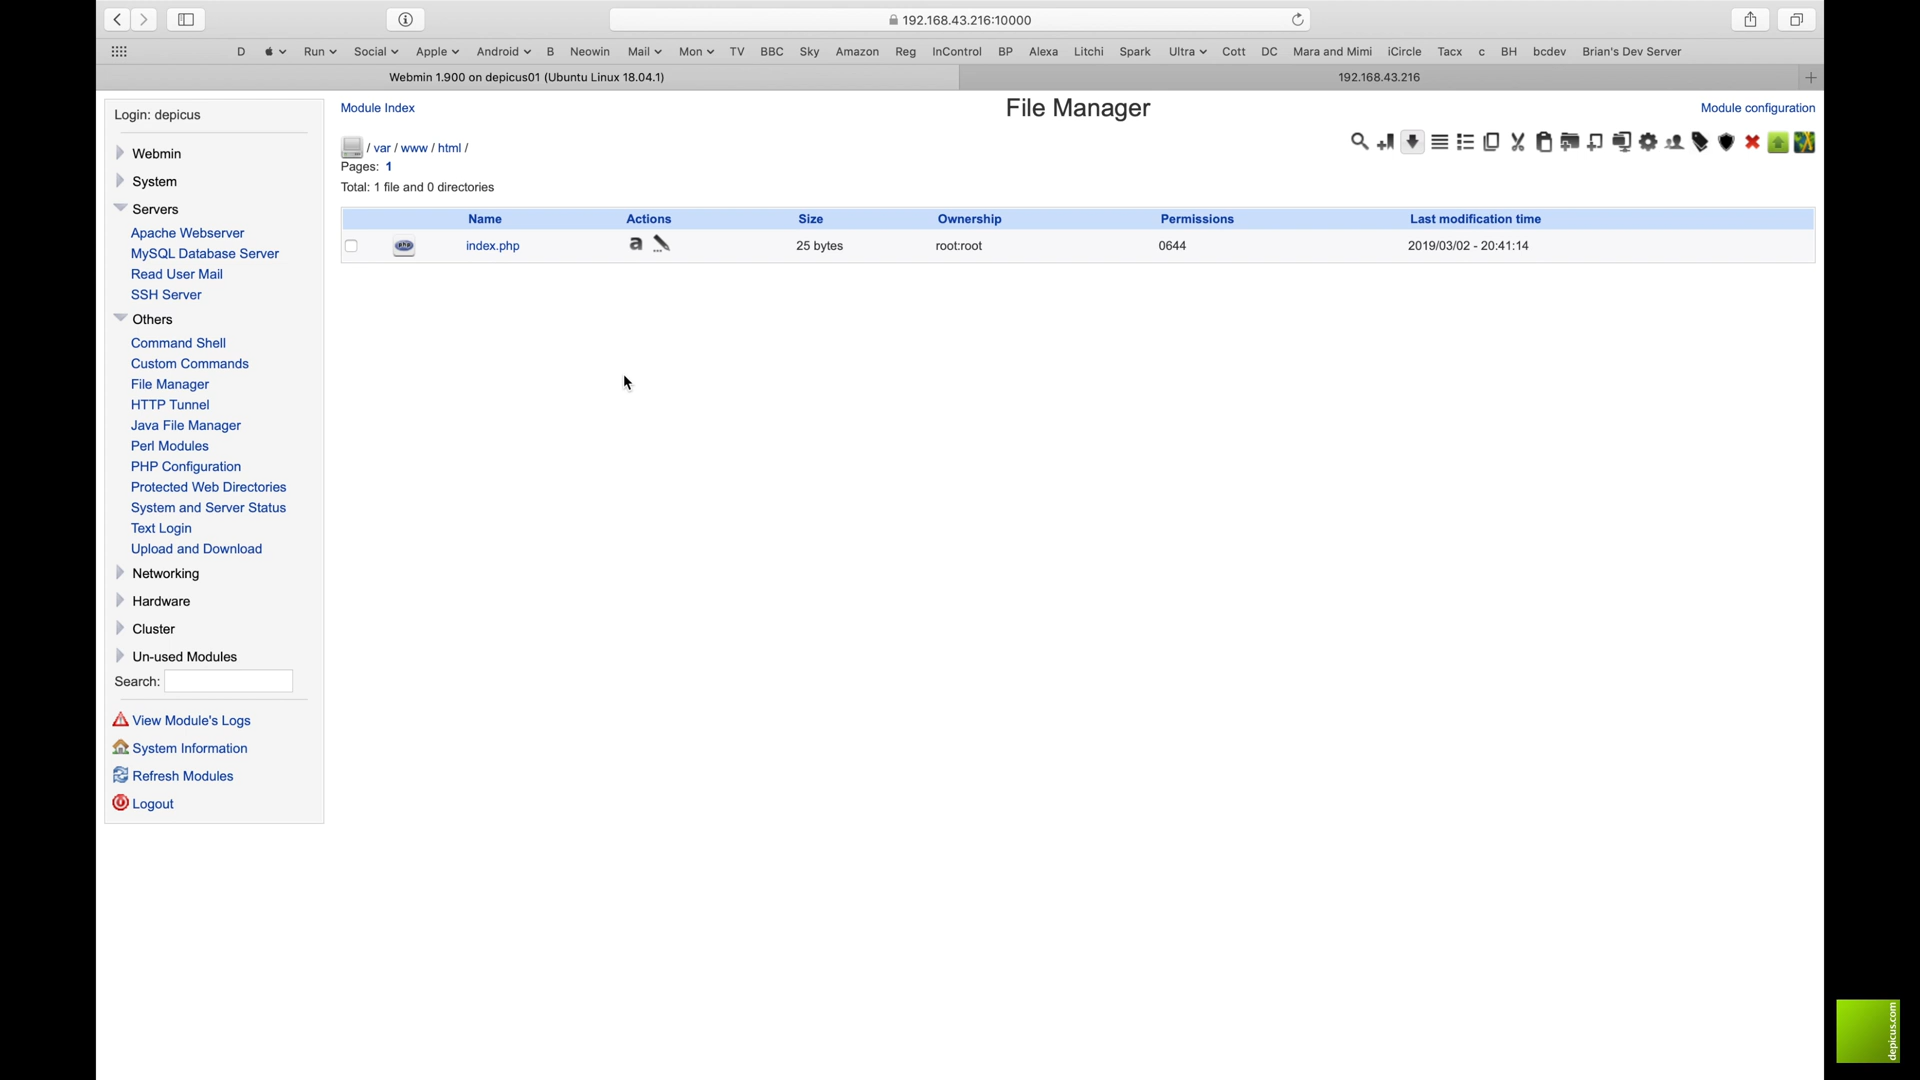 192.168.43.216:10000
D Run Social Apple Android B Neowin Mail Mon TV BBC Sky Amazon Reg InControl BP Alexa Litchi Spark Ultra Cott DC Mara and Mimi iCircle Tacx c BH bcdev Brian's Dev Server
Webmin 1.900 on depicus01 (Ubuntu Linux 18.04.1) 192.168.43.216
Login: depicus
Webmin
System
Servers
Apache Webserver
MySQL Database Server
Read User Mail
SSH Server
Others
Command Shell
Custom Commands
File Manager
HTTP Tunnel
Java File Manager
Perl Modules
PHP Configuration
Protected Web Directories
System and Server Status
Text Login
Upload and Download
Networking
Hardware
Cluster
Un-used Modules
Search:
View Module's Logs
System Information
Refresh Modules
Logout
Module Index File Manager Module configuration
/ var / www / html /
Pages: 1
Total: 1 file and 0 directories
Name Actions Size Ownership Permissions Last modification time
php index.php a 25 bytes root:root 0644 2019/03/02 - 20:41:14
depicus.com